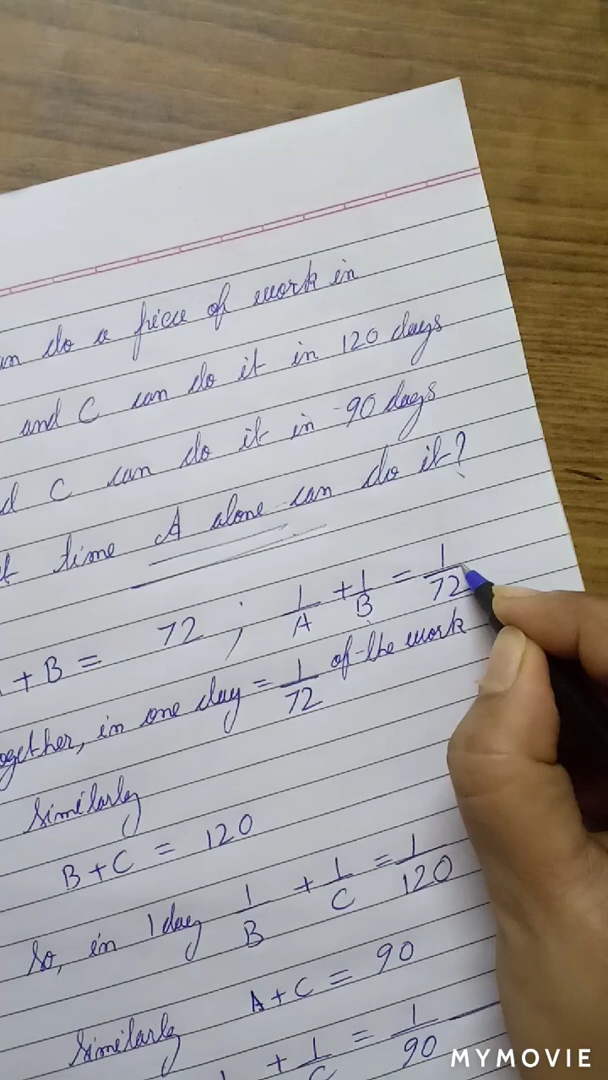 do a piece of work in
and C can do it in 120 days
C can do it in 90 days
time A alone can do it?
+ B = 72 ; 1/A + 1/B = 1/72
together, in one day = 1/72 of the work
Similarly
B + C = 120
So, in 1 day 1/B + 1/C = 1/120
Similarly A + C = 90
+ 1/C = 1/90
MYMOVIE